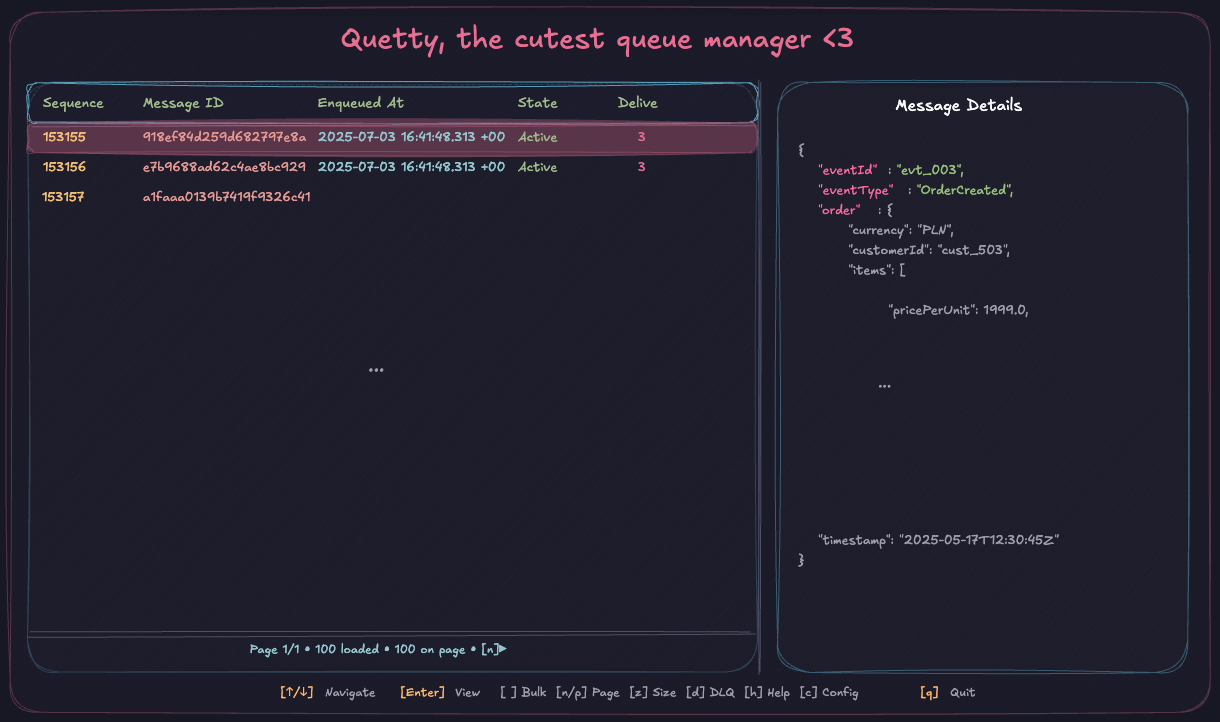 Quetty, the cutest queue manager <3
Sequence Message ID Enqueued At State Delive
153155 918ef84d259d682797e8a 2025-07-03 16:41:48.313 +00 Active 3
153156 e7b9688ad62c4ae8bc929 2025-07-03 16:41:48.313 +00 Active 3
153157 a1faaa0139b7419f9326c41
...
Page 1/1 • 100 loaded • 100 on page • [n]▶
Message Details
{
"eventId" : "evt_003",
"eventType" : "OrderCreated",
"order" : {
"currency": "PLN",
"customerId": "cust_503",
"items": [
"pricePerUnit": 1999.0,
...
"timestamp": "2025-05-17T12:30:45Z"
}
[↑/↓] Navigate [Enter] View [ ] Bulk [n/p] Page [z] Size [d] DLQ [h] Help [c] Config [q] Quit